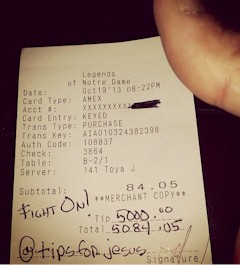 Legends
of Notre Dame
Date: Oct19'13 08:22PM
Card Type: AMEX
Acct #: XXXXXXXXXX
Card Entry: KEYED
Trans Type: PURCHASE
Trans Key: AIA010324382398
Auth Code: 108837
Check: 3864
Table: B-2/1
Server: 141 Toya J
Subtotal: 84.05
FIGHT ON!
**MERCHANT COPY**
Tip 5000.00
Total 5084.05
@tipsforjesus
Signature